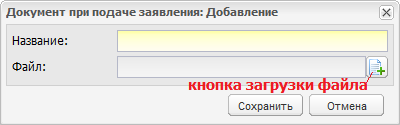 Документ при подаче заявления: Добавление
Название:
Файл:
кнопка загрузки файла
Сохранить Отмена